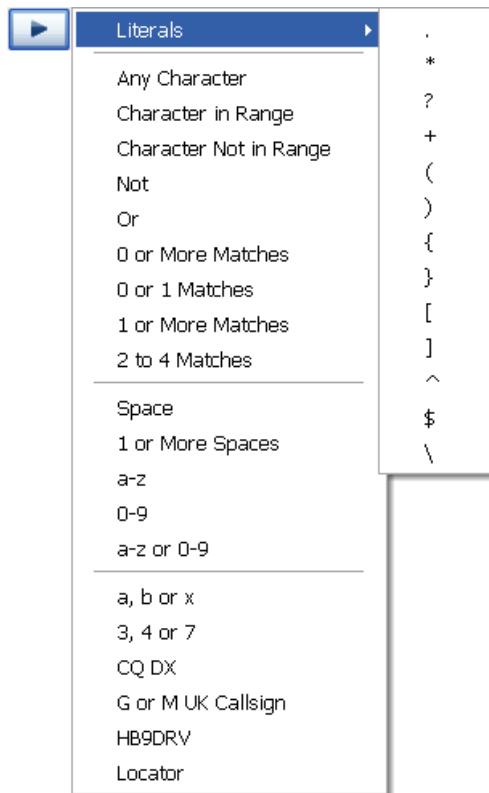 Literals
Any Character
Character in Range
Character Not in Range
Not
Or
0 or More Matches
0 or 1 Matches
1 or More Matches
2 to 4 Matches
Space
1 or More Spaces
a-z
0-9
a-z or 0-9
a, b or x
3, 4 or 7
CQ DX
G or M UK Callsign
HB9DRV
Locator
.
*
?
+
(
)
{
}
[
]
^
$
\